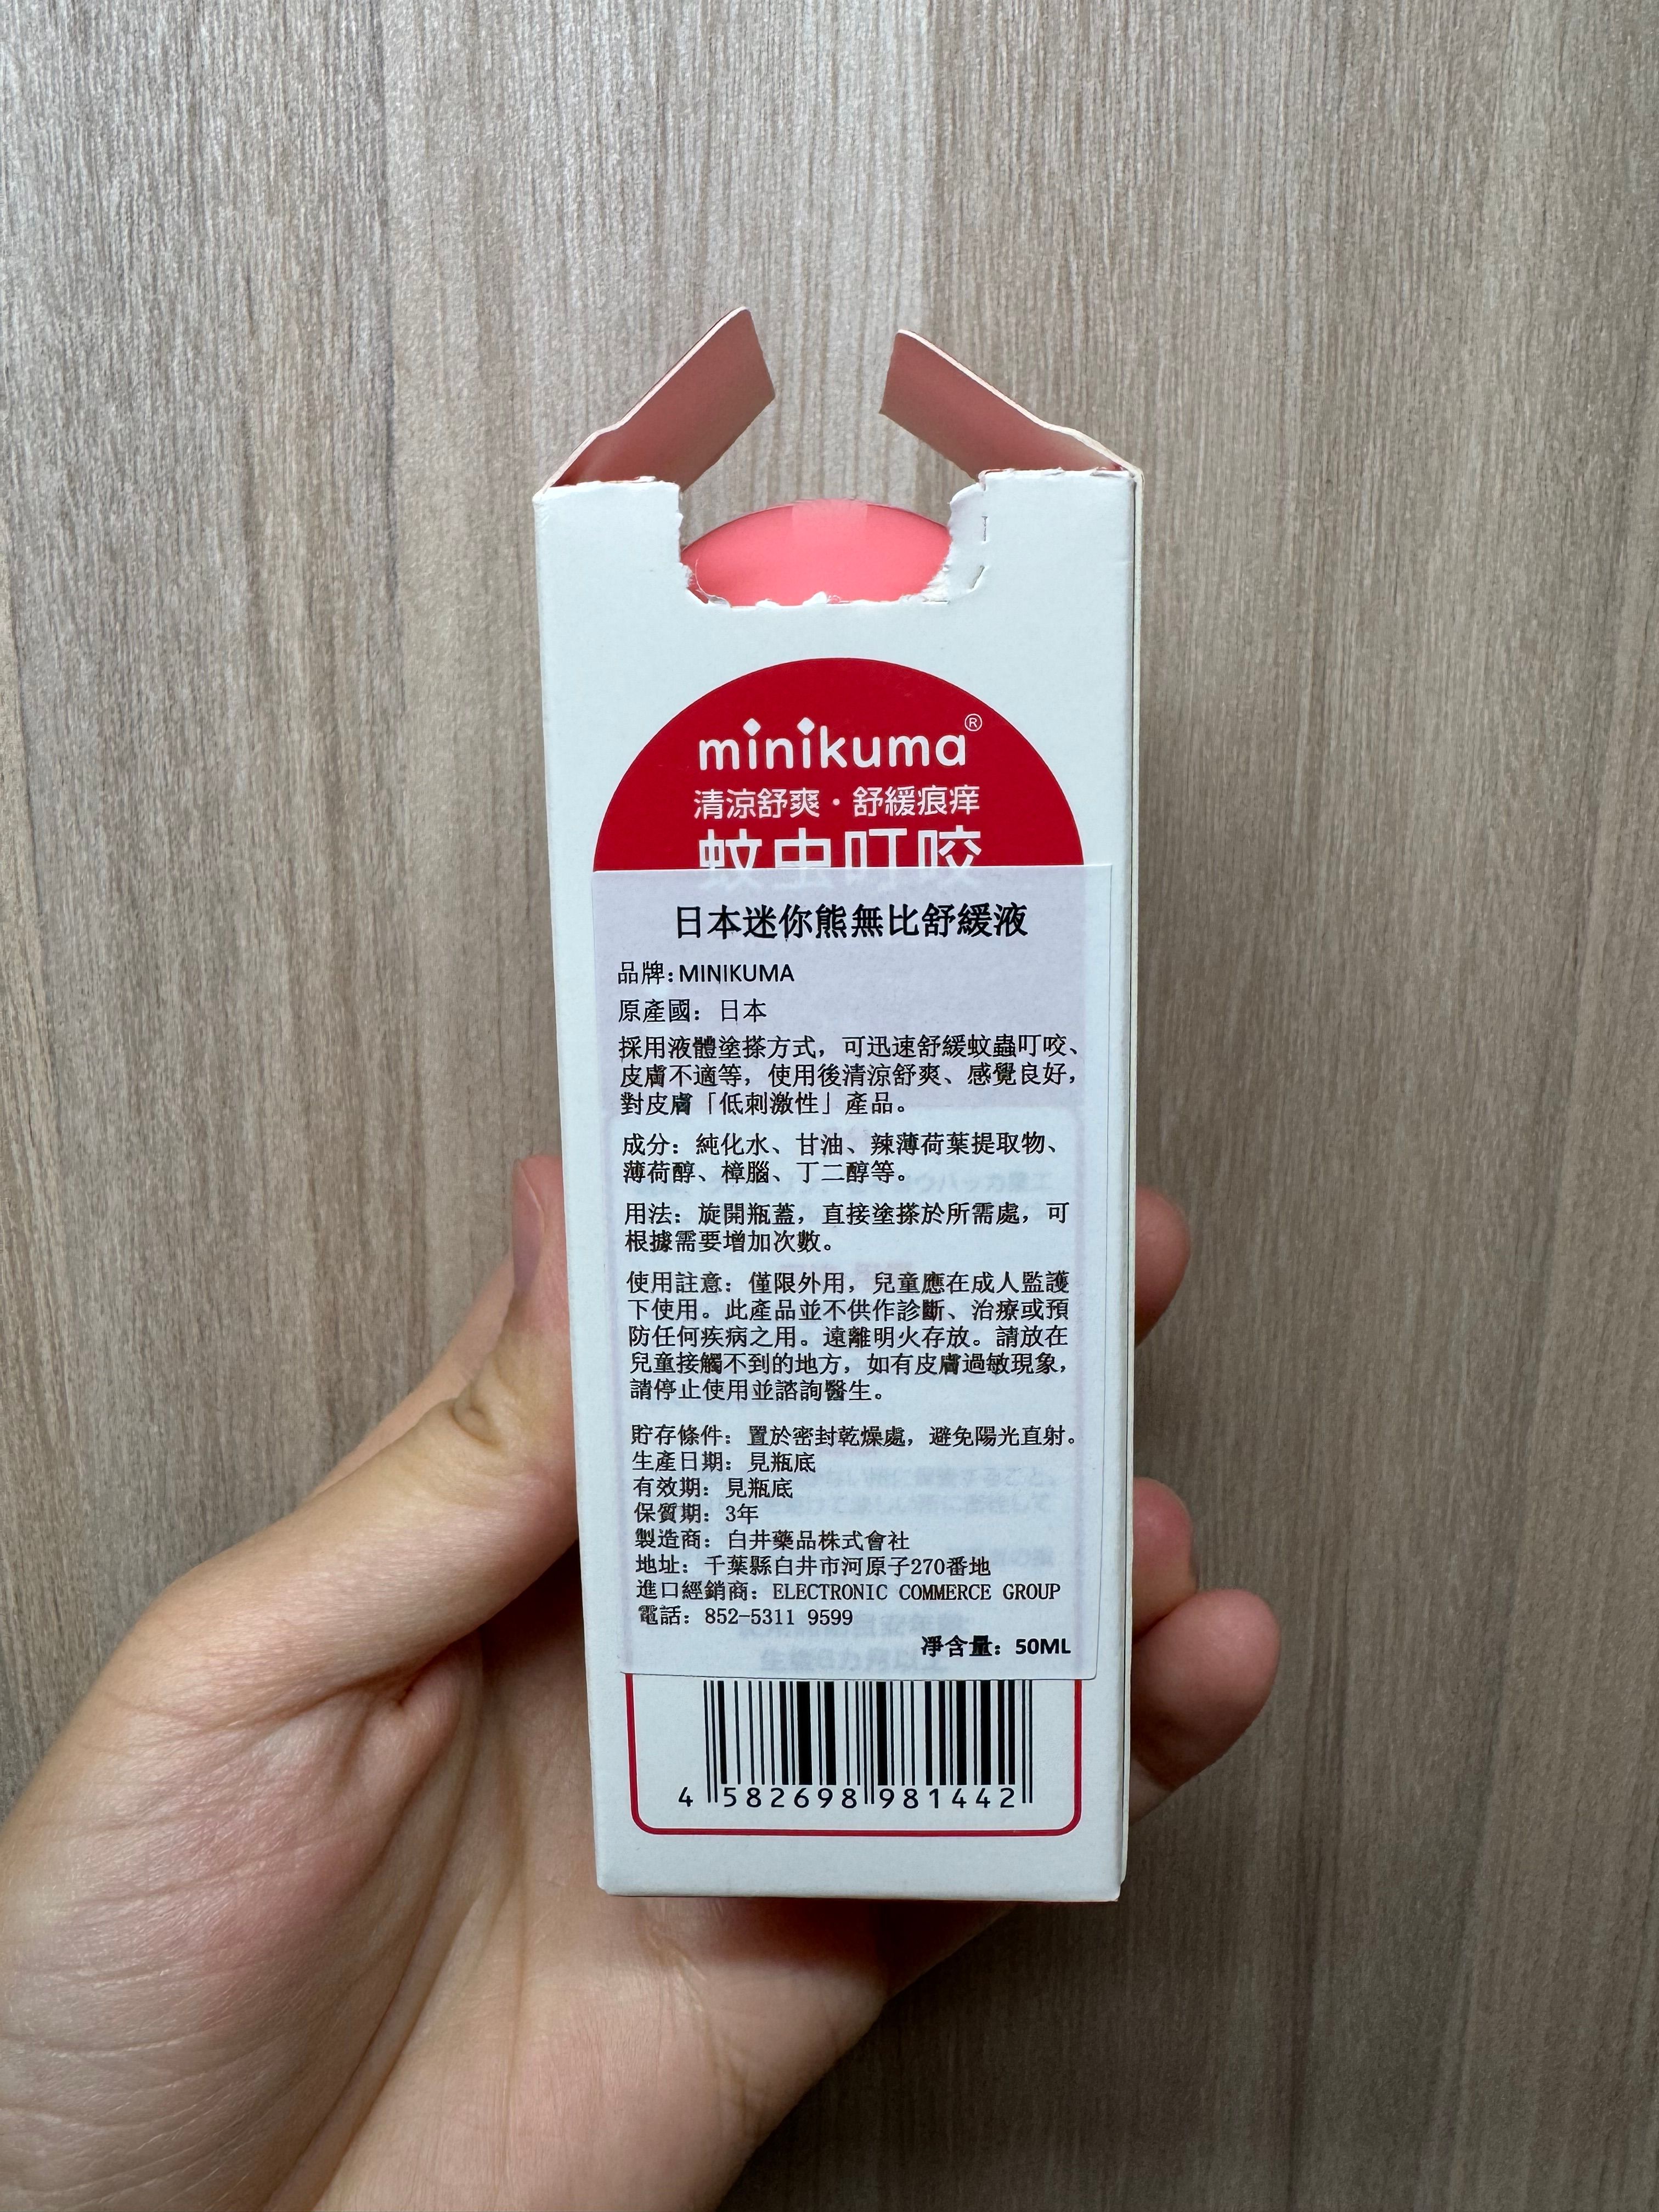 minikuma®
清涼舒爽・舒緩痕痒
蚊虫叮咬
日本迷你熊無比舒緩液
品牌：MINIKUMA
原產國：日本
採用液體塗搽方式，可迅速舒緩蚊蟲叮咬、
皮膚不適等，使用後清涼舒爽、感覺良好，
對皮膚「低刺激性」產品。
成分：純化水、甘油、辣薄荷葉提取物、
薄荷醇、樟腦、丁二醇等。
用法：旋開瓶蓋，直接塗搽於所需處，可
根據需要增加次數。
使用註意：僅限外用，兒童應在成人監護
下使用。此產品並不供作診斷、治療或預
防任何疾病之用。遠離明火存放。請放在
兒童接觸不到的地方，如有皮膚過敏現象，
請停止使用並諮詢醫生。
貯存條件：置於密封乾燥處，避免陽光直射。
生產日期：見瓶底
有效期：見瓶底
保質期：3年
製造商：白井藥品株式會社
地址：千葉縣白井市河原子270番地
進口經銷商：ELECTRONIC COMMERCE GROUP
電話：852-5311 9599
淨含量：50ML
4 582698 981442